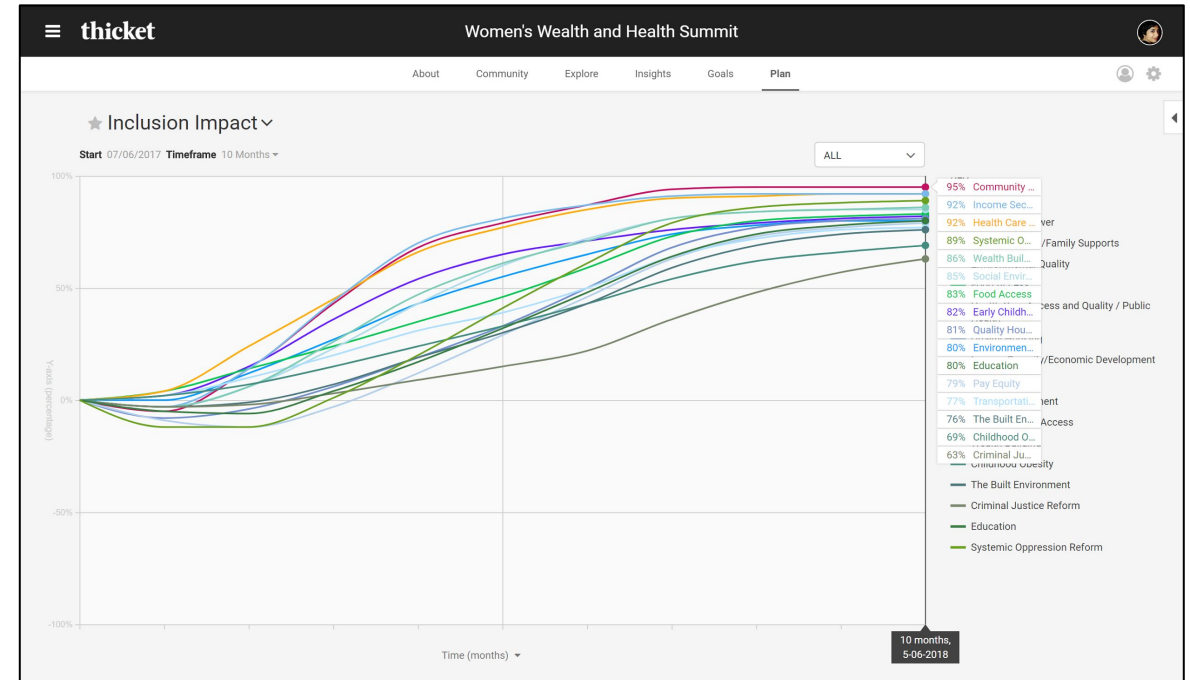 thicket
Women's Wealth and Health Summit
About Community Explore Insights Goals Plan
Inclusion Impact
Start 07/06/2017 Timeframe 10 Months
ALL
100%
50%
0%
-50%
-100%
Y-axis (percentage)
95% Community ...
92% Income Sec...
92% Health Care ...
89% Systemic O...
86% Wealth Buil...
85% Social Envir...
83% Food Access
82% Early Childh...
81% Quality Hou...
80% Environmen...
80% Education
79% Pay Equity
77% Transportati...
76% The Built En...
69% Childhood O...
63% Criminal Ju...
/Family Supports
Quality
and Quality / Public
/Economic Development
Access
Childhood Obesity
The Built Environment
Criminal Justice Reform
Education
Systemic Oppression Reform
10 months,
5-06-2018
Time (months)